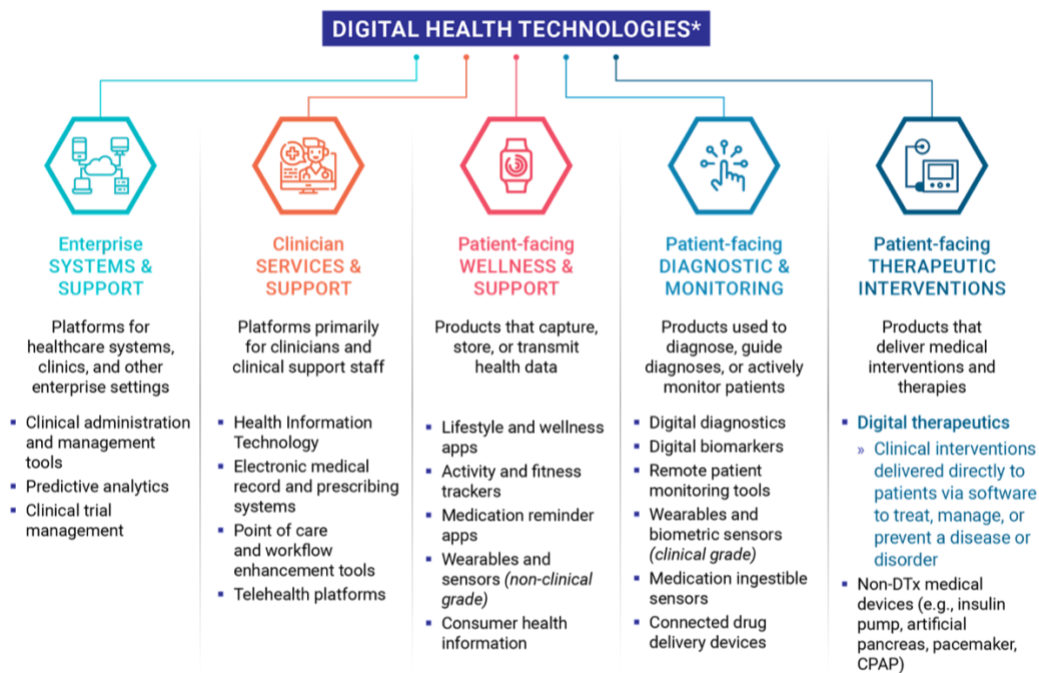 DIGITAL HEALTH TECHNOLOGIES*
Enterprise
SYSTEMS &
SUPPORT
Platforms for
healthcare systems,
clinics, and other
enterprise settings
▪ Clinical administration
and management
tools
▪ Predictive analytics
▪ Clinical trial
management
Clinician
SERVICES &
SUPPORT
Platforms primarily
for clinicians and
clinical support staff
▪ Health Information
Technology
▪ Electronic medical
record and prescribing
systems
▪ Point of care
and workflow
enhancement tools
▪ Telehealth platforms
Patient-facing
WELLNESS &
SUPPORT
Products that capture,
store, or transmit
health data
▪ Lifestyle and wellness
apps
▪ Activity and fitness
trackers
▪ Medication reminder
apps
▪ Wearables and
sensors (non-clinical
grade)
▪ Consumer health
information
Patient-facing
DIAGNOSTIC &
MONITORING
Products used to
diagnose, guide
diagnoses, or actively
monitor patients
▪ Digital diagnostics
▪ Digital biomarkers
▪ Remote patient
monitoring tools
▪ Wearables and
biometric sensors
(clinical grade)
▪ Medication ingestible
sensors
▪ Connected drug
delivery devices
Patient-facing
THERAPEUTIC
INTERVENTIONS
Products that
deliver medical
interventions and
therapies
▪ Digital therapeutics
» Clinical interventions
delivered directly to
patients via software
to treat, manage, or
prevent a disease or
disorder
▪ Non-DTx medical
devices (e.g., insulin
pump, artificial
pancreas, pacemaker,
CPAP)